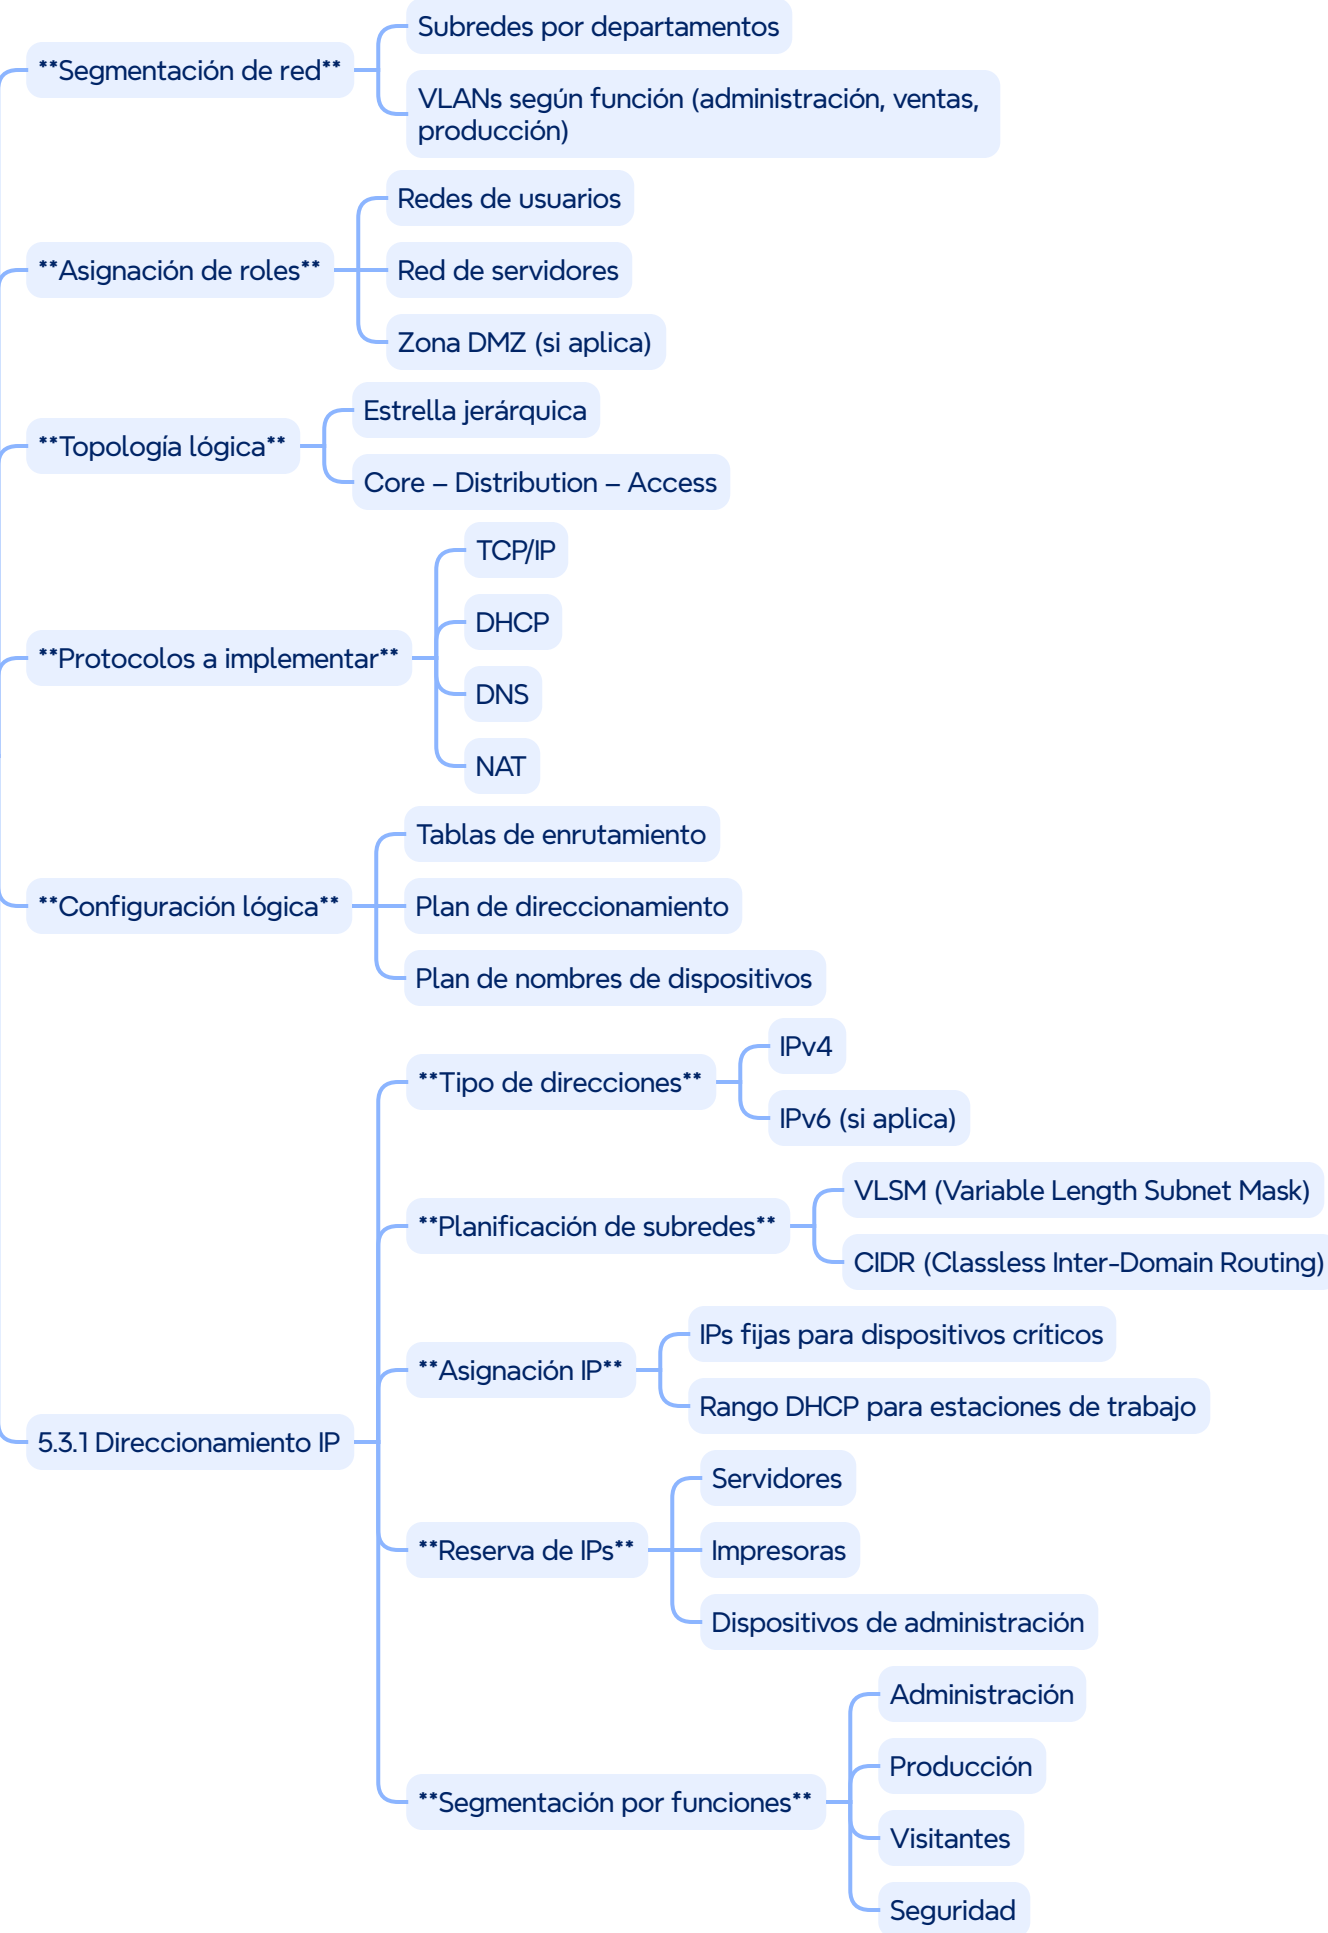 **Segmentación de red**
Subredes por departamentos
VLANs según función (administración, ventas,
producción)
**Asignación de roles**
Redes de usuarios
Red de servidores
Zona DMZ (si aplica)
**Topología lógica**
Estrella jerárquica
Core – Distribution – Access
**Protocolos a implementar**
TCP/IP
DHCP
DNS
NAT
**Configuración lógica**
Tablas de enrutamiento
Plan de direccionamiento
Plan de nombres de dispositivos
5.3.1 Direccionamiento IP
**Tipo de direcciones**
IPv4
IPv6 (si aplica)
**Planificación de subredes**
VLSM (Variable Length Subnet Mask)
CIDR (Classless Inter-Domain Routing)
**Asignación IP**
IPs fijas para dispositivos críticos
Rango DHCP para estaciones de trabajo
**Reserva de IPs**
Servidores
Impresoras
Dispositivos de administración
**Segmentación por funciones**
Administración
Producción
Visitantes
Seguridad